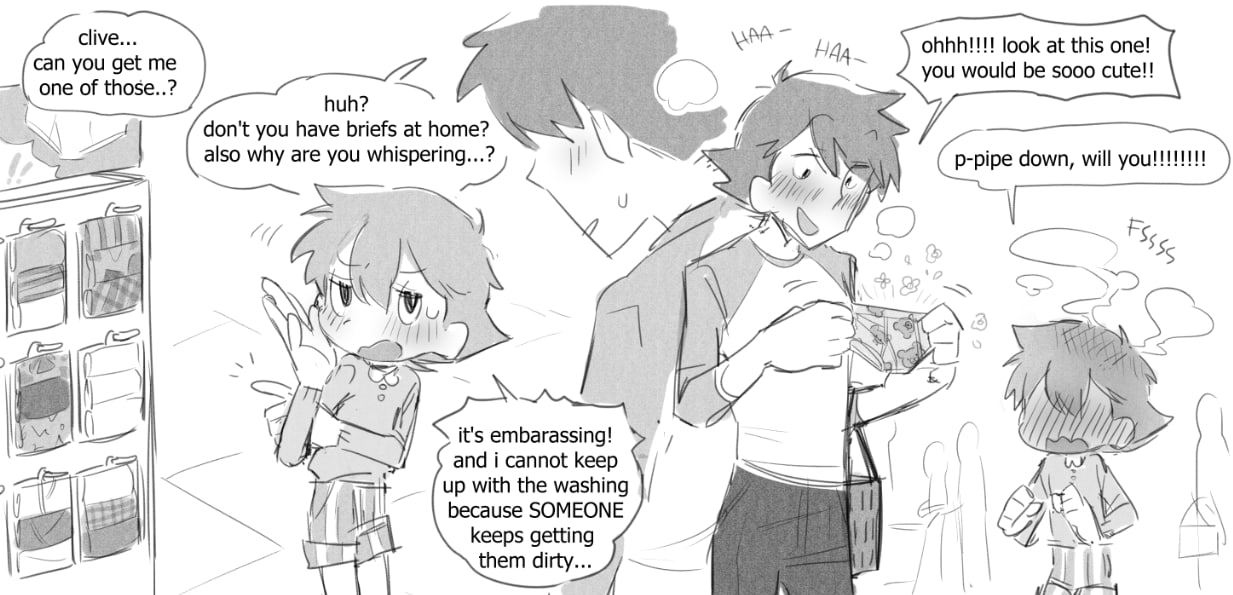 clive...
can you get me
one of those..?
huh?
don't you have briefs at home?
also why are you whispering...?
it's embarassing!
and i cannot keep
up with the washing
because SOMEONE
keeps getting
them dirty...
HAA-
HAA-
ohhh!!!! look at this one!
you would be sooo cute!!
p-pipe down, will you!!!!!!!!
FSSSS